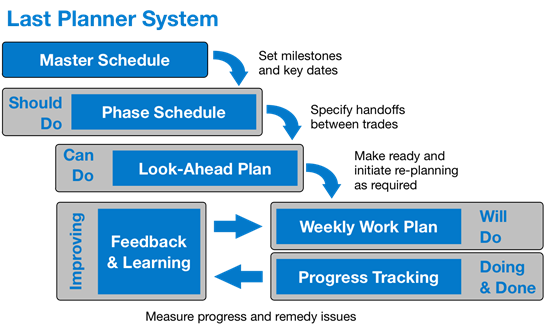 Last Planner System
Master Schedule
Set milestones
and key dates
Should
Do
Phase Schedule
Specify handoffs
between trades
Can
Do
Look-Ahead Plan
Make ready and
initiate re-planning
as required
Improving
Feedback
& Learning
Weekly Work Plan
Will
Do
Progress Tracking
Doing
& Done
Measure progress and remedy issues